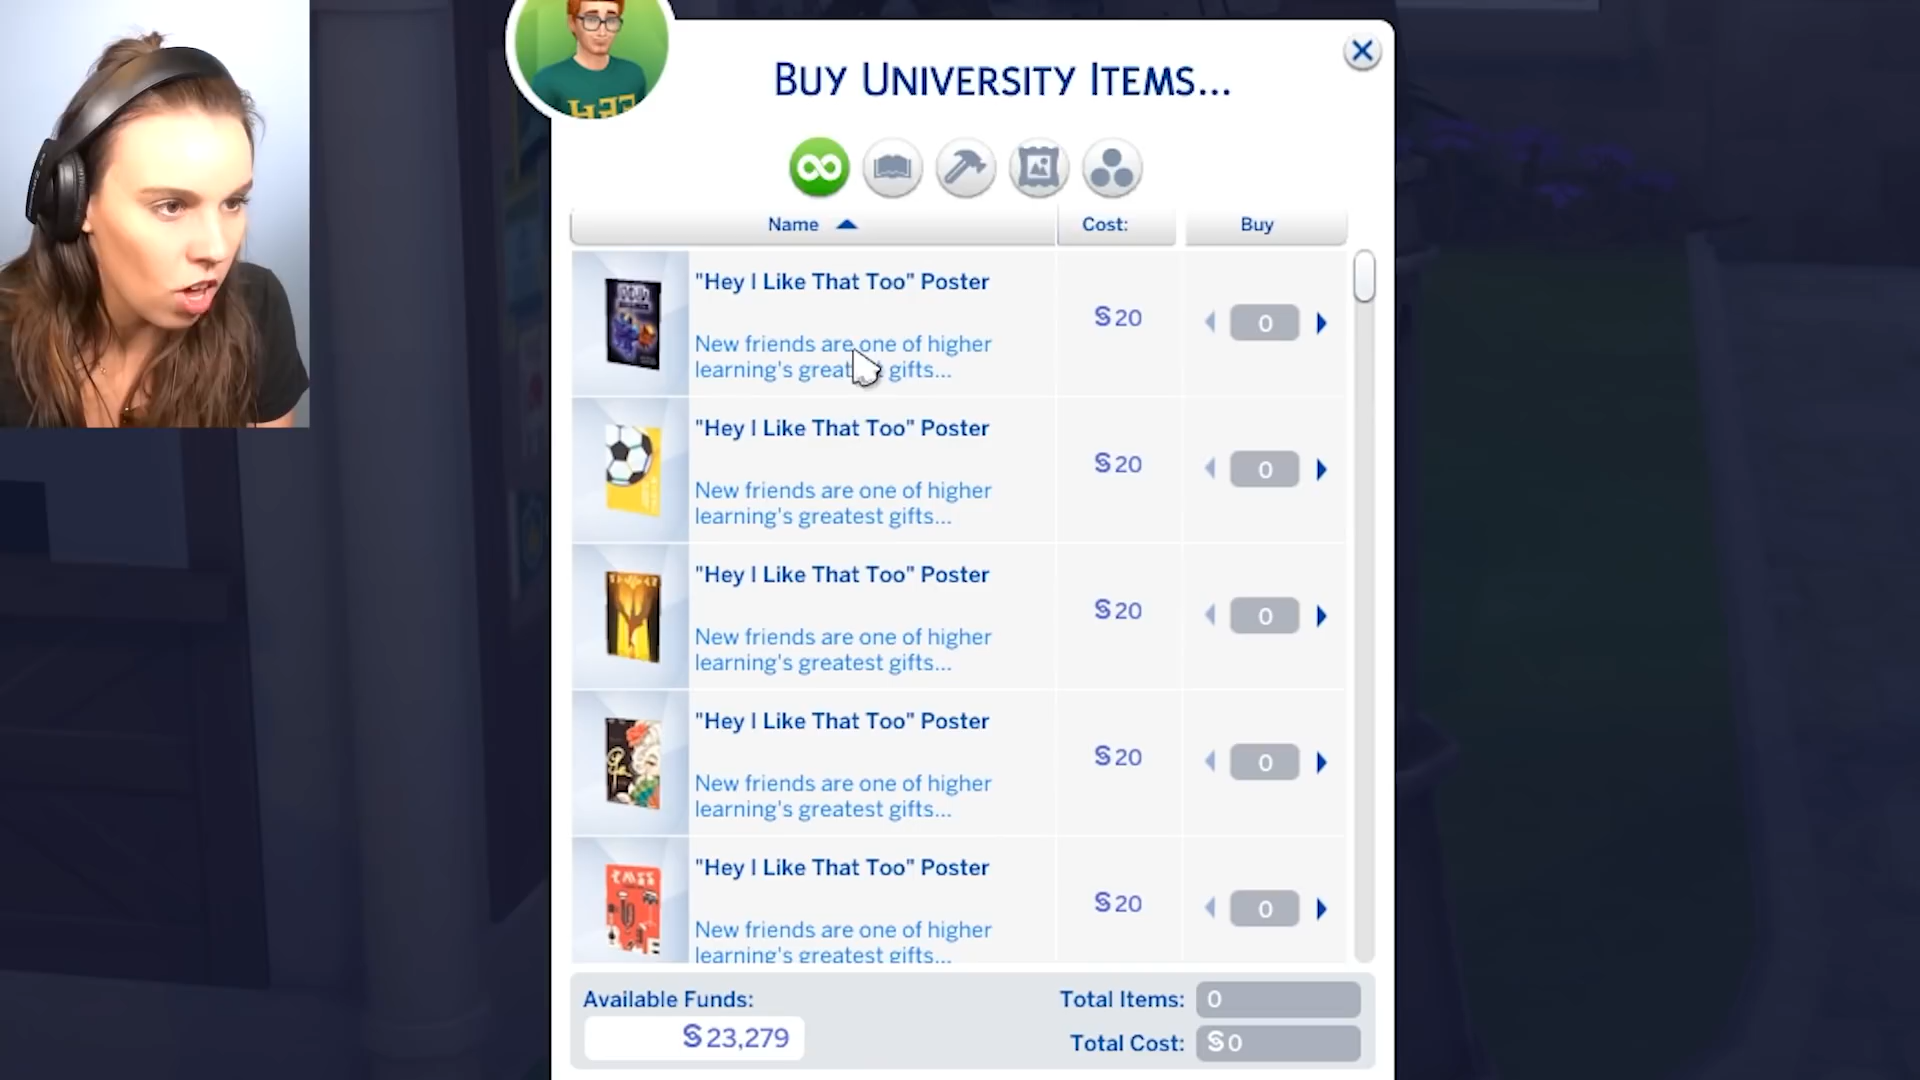 BUY UNIVERSITY ITEMS...
Name Cost: Buy
"Hey I Like That Too" Poster
New friends are one of higher
learning's greatest gifts...
§20
0
"Hey I Like That Too" Poster
New friends are one of higher
learning's greatest gifts...
§20
0
"Hey I Like That Too" Poster
New friends are one of higher
learning's greatest gifts...
§20
0
"Hey I Like That Too" Poster
New friends are one of higher
learning's greatest gifts...
§20
0
"Hey I Like That Too" Poster
New friends are one of higher
learning's greatest gifts...
§20
0
Available Funds:
§23,279
Total Items: 0
Total Cost: §0